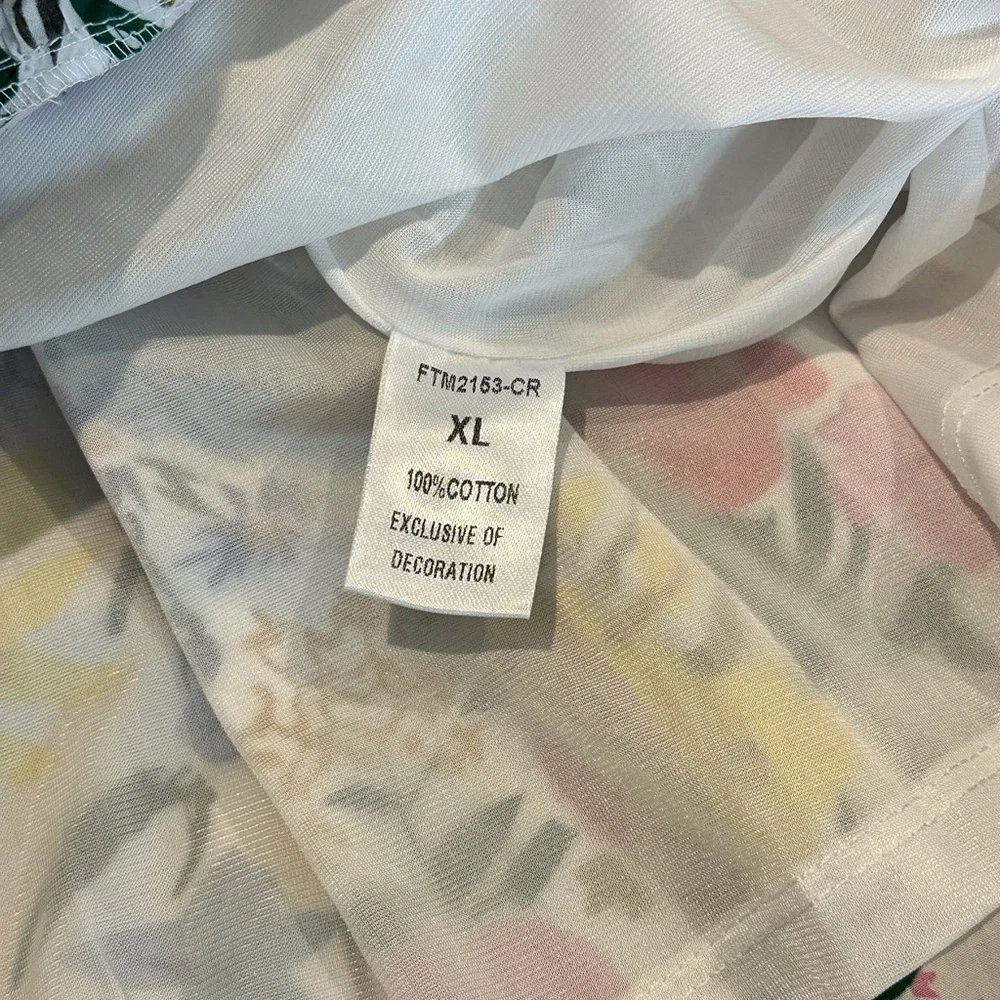 FTM2153-CR
XL
100%COTTON
EXCLUSIVE OF
DECORATION